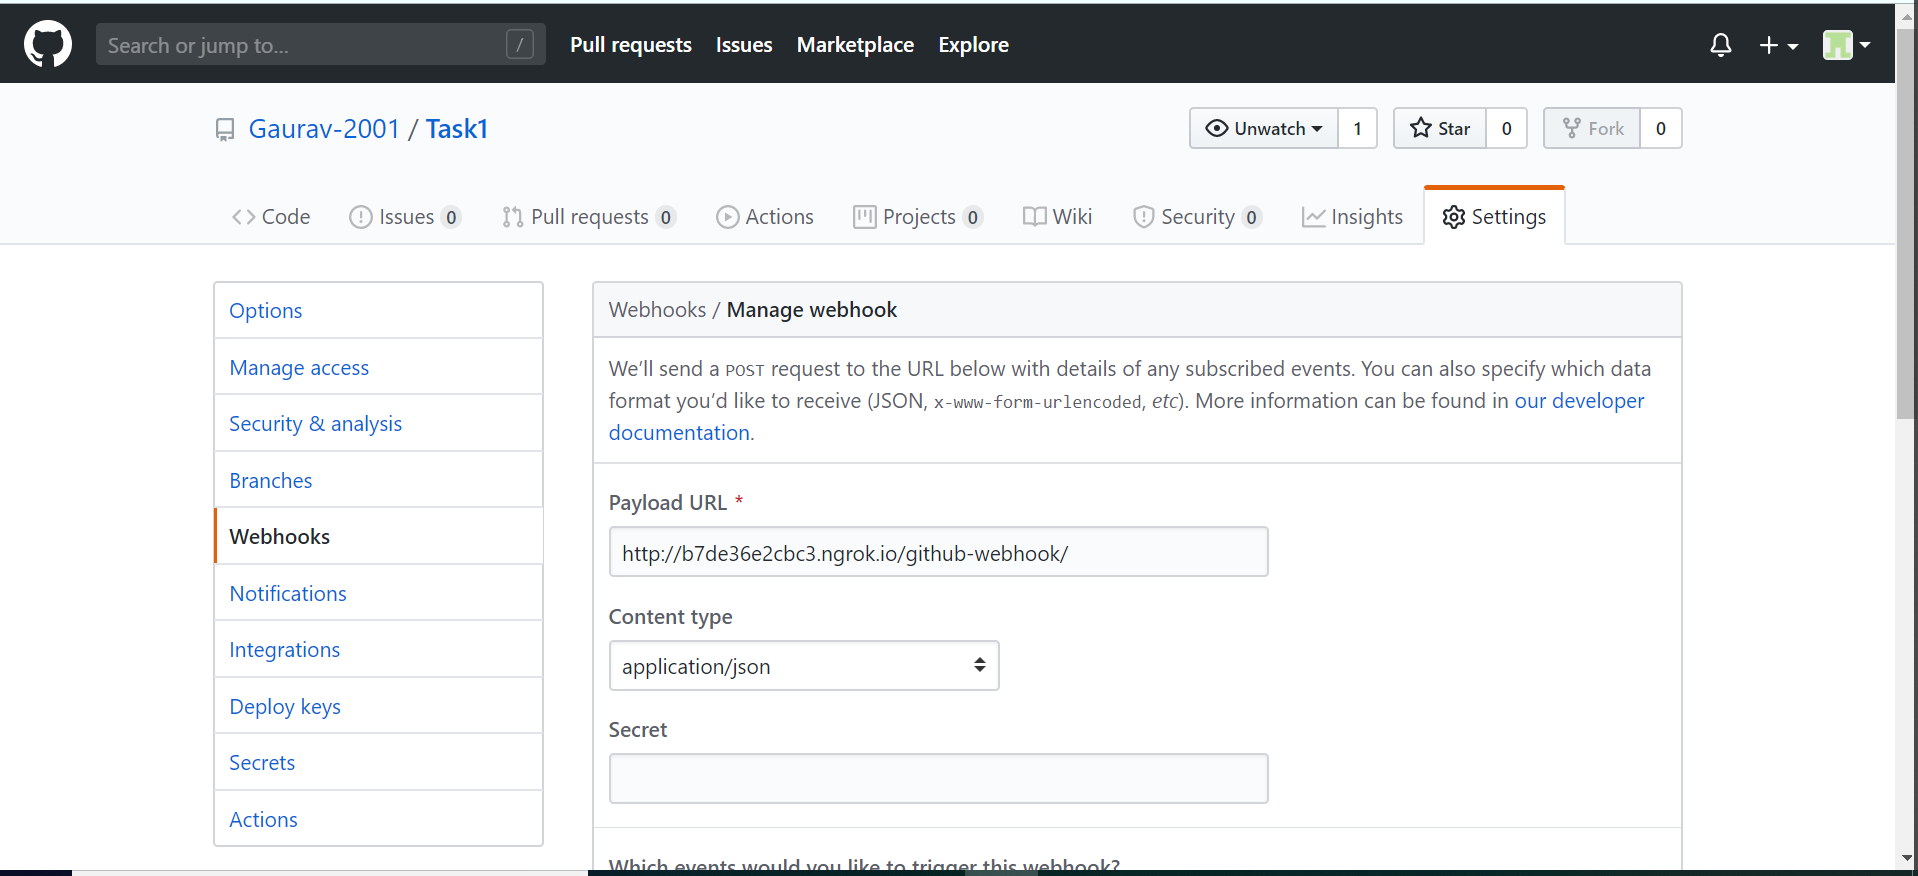 Search or jump to... /
Pull requests Issues Marketplace Explore
Gaurav-2001 / Task1
Unwatch 1 Star 0 Fork 0
Code Issues 0 Pull requests 0 Actions Projects 0 Wiki Security 0 Insights Settings
Options
Manage access
Security & analysis
Branches
Webhooks
Notifications
Integrations
Deploy keys
Secrets
Actions
Webhooks / Manage webhook
We'll send a POST request to the URL below with details of any subscribed events. You can also specify which data
format you'd like to receive (JSON, x-www-form-urlencoded, etc). More information can be found in our developer
documentation.
Payload URL *
http://b7de36e2cbc3.ngrok.io/github-webhook/
Content type
application/json
Secret
Which events would you like to trigger this webhook?